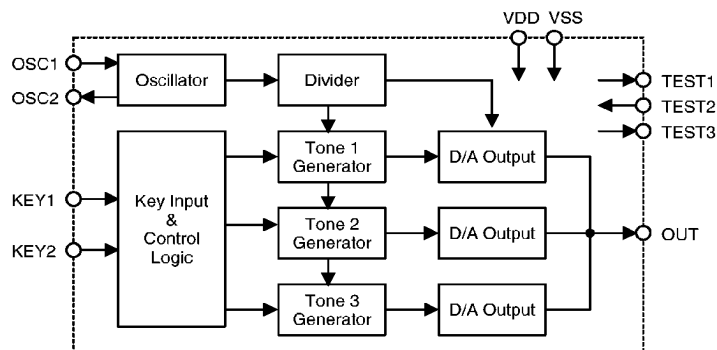 VDD VSS
OSC1
Oscillator
Divider
TEST1
OSC2
TEST2
TEST3
Tone 1
Generator
D/A Output
KEY1
Key Input
&
Control
Logic
KEY2
Tone 2
Generator
D/A Output
OUT
Tone 3
Generator
D/A Output